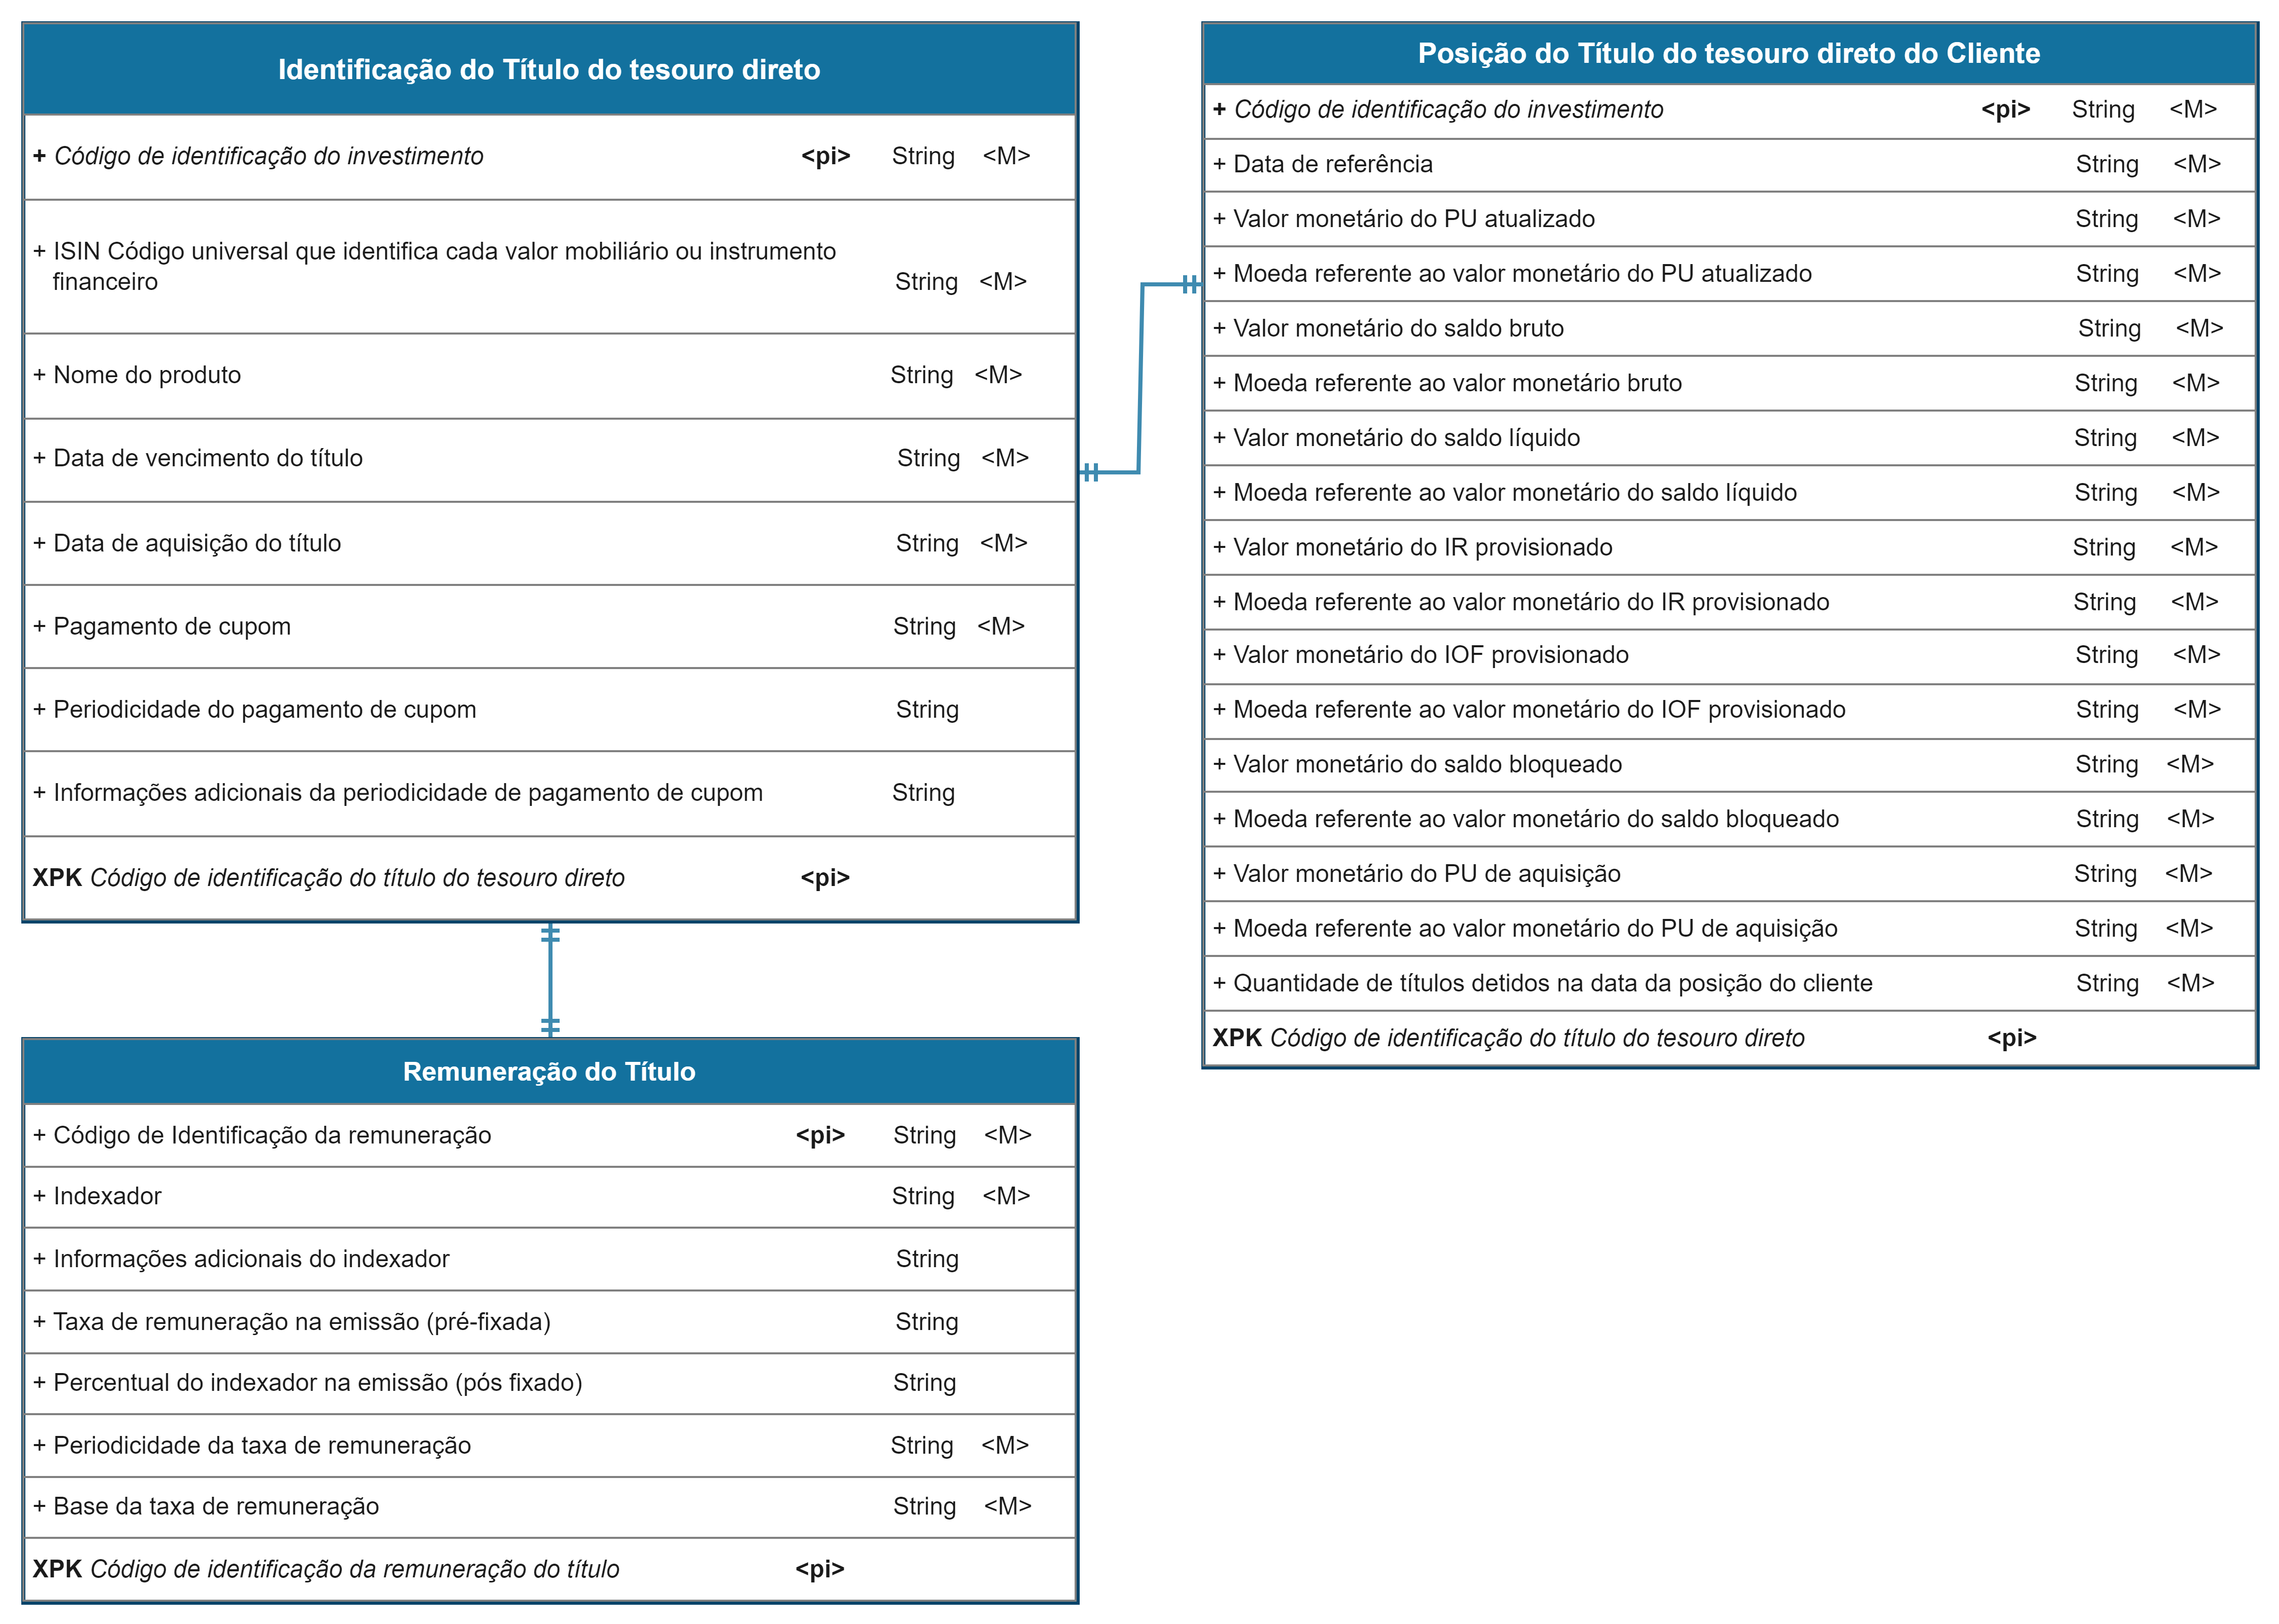 Identificação do Título do tesouro direto
+ Código de identificação do investimento <pi> String <M>
+ ISIN Código universal que identifica cada valor mobiliário ou instrumento
financeiro String <M>
+ Nome do produto String <M>
+ Data de vencimento do título String <M>
+ Data de aquisição do título String <M>
+ Pagamento de cupom String <M>
+ Periodicidade do pagamento de cupom String
+ Informações adicionais da periodicidade de pagamento de cupom String
XPK Código de identificação do título do tesouro direto <pi>
Posição do Título do tesouro direto do Cliente
+ Código de identificação do investimento <pi> String <M>
+ Data de referência String <M>
+ Valor monetário do PU atualizado String <M>
+ Moeda referente ao valor monetário do PU atualizado String <M>
+ Valor monetário do saldo bruto String <M>
+ Moeda referente ao valor monetário bruto String <M>
+ Valor monetário do saldo líquido String <M>
+ Moeda referente ao valor monetário do saldo líquido String <M>
+ Valor monetário do IR provisionado String <M>
+ Moeda referente ao valor monetário do IR provisionado String <M>
+ Valor monetário do IOF provisionado String <M>
+ Moeda referente ao valor monetário do IOF provisionado String <M>
+ Valor monetário do saldo bloqueado String <M>
+ Moeda referente ao valor monetário do saldo bloqueado String <M>
+ Valor monetário do PU de aquisição String <M>
+ Moeda referente ao valor monetário do PU de aquisição String <M>
+ Quantidade de títulos detidos na data da posição do cliente String <M>
XPK Código de identificação do título do tesouro direto <pi>
Remuneração do Título
+ Código de Identificação da remuneração <pi> String <M>
+ Indexador String <M>
+ Informações adicionais do indexador String
+ Taxa de remuneração na emissão (pré-fixada) String
+ Percentual do indexador na emissão (pós fixado) String
+ Periodicidade da taxa de remuneração String <M>
+ Base da taxa de remuneração String <M>
XPK Código de identificação da remuneração do título <pi>